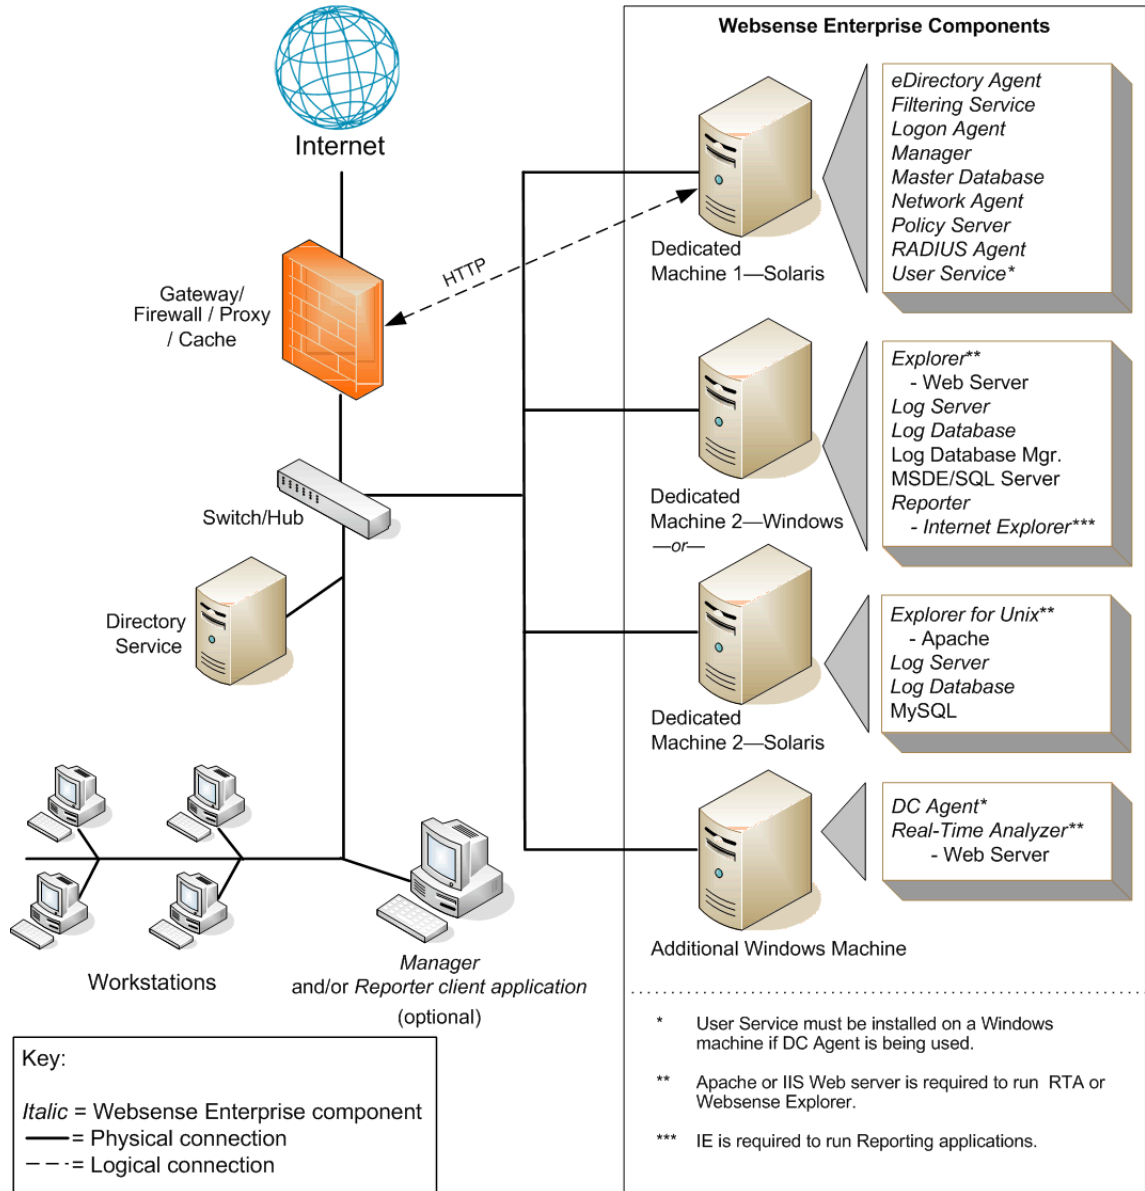 Websense Enterprise Components
Internet
eDirectory Agent
Filtering Service
Logon Agent
Manager
Master Database
Network Agent
Policy Server
RADIUS Agent
User Service*
Dedicated
Machine 1—Solaris
HTTP
Gateway/
Firewall / Proxy
/ Cache
Explorer**
- Web Server
Log Server
Log Database
Log Database Mgr.
MSDE/SQL Server
Reporter
- Internet Explorer***
Dedicated
Machine 2—Windows
—or—
Switch/Hub
Directory
Service
Explorer for Unix**
- Apache
Log Server
Log Database
MySQL
Dedicated
Machine 2—Solaris
DC Agent*
Real-Time Analyzer**
- Web Server
Additional Windows Machine
Workstations
Manager
and/or Reporter client application
(optional)
Key:
Italic = Websense Enterprise component
= Physical connection
= Logical connection
* User Service must be installed on a Windows
machine if DC Agent is being used.
** Apache or IIS Web server is required to run RTA or
Websense Explorer.
*** IE is required to run Reporting applications.